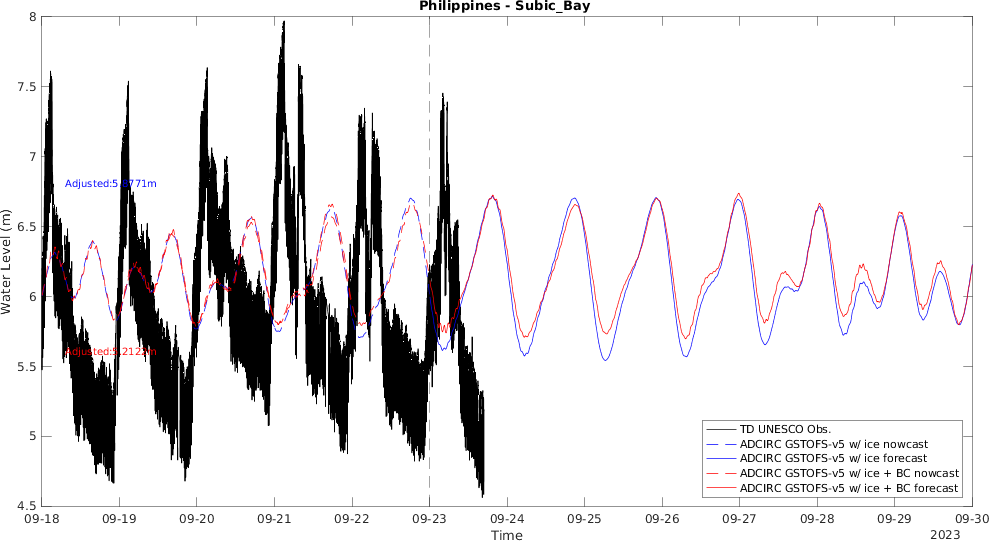 Philippines - Subic_Bay
Water Level (m)
8
7.5
7
6.5
6
5.5
5
4.5
m
TD UNESCO Obs.
ADCIRC GSTOFS-v5 w/ ice nowcast
ADCIRC GSTOFS-v5 w/ ice forecast
ADCIRC GSTOFS-v5 w/ ice + BC nowcast
ADCIRC GSTOFS-v5 w/ ice + BC forecast
09-18 09-19 09-20 09-21 09-22 09-23 09-24 09-25 09-26 09-27 09-28 09-29 09-30
Time
2023